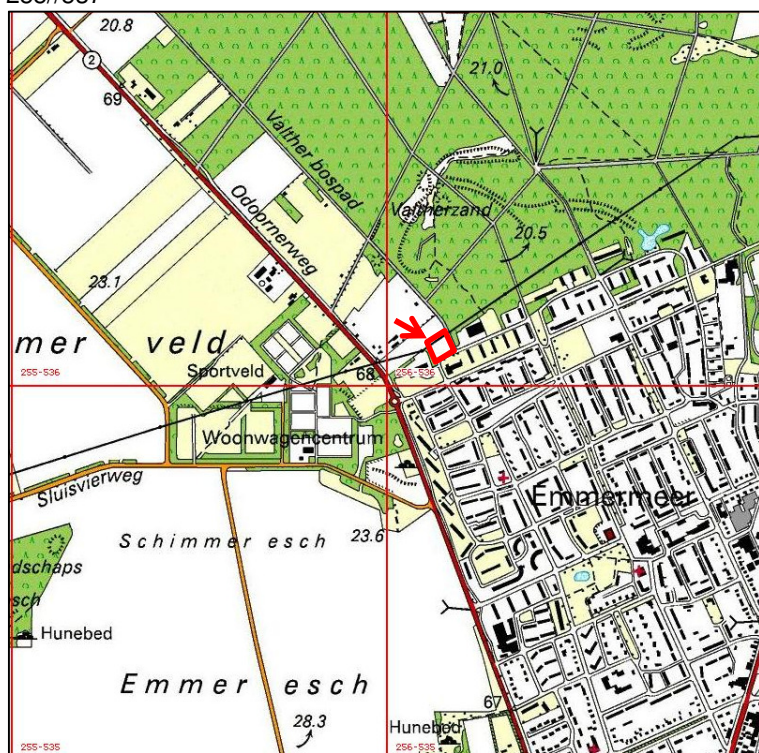 20.8
2
69
21.0
Valther bospad
Odoornerweg
Valtherzand
20.5
23.1
mer veld
Sportveld
68
255-536
256-536
Woonwagencentrum
Sluisvierweg
Emmermeer
Schimmer esch
23.6
dschaps
sch
Hunebed
Emmer esch
28.3
67
Hunebed
255-535
256-535